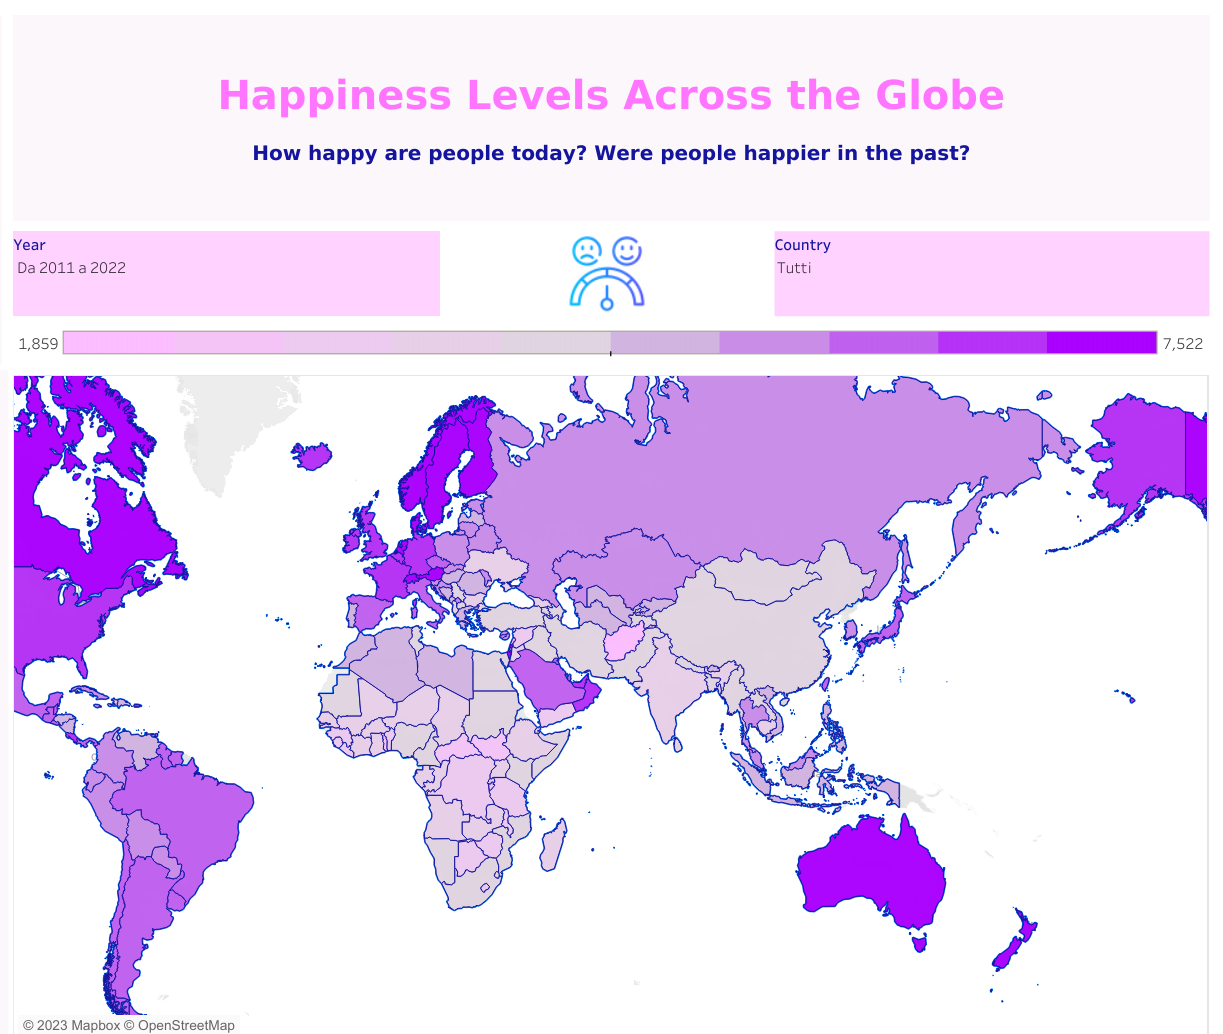 Happiness Levels Across the Globe
How happy are people today? Were people happier in the past?
Year
Da 2011 a 2022
Country
Tutti
1,859
7,522
© 2023 Mapbox © OpenStreetMap